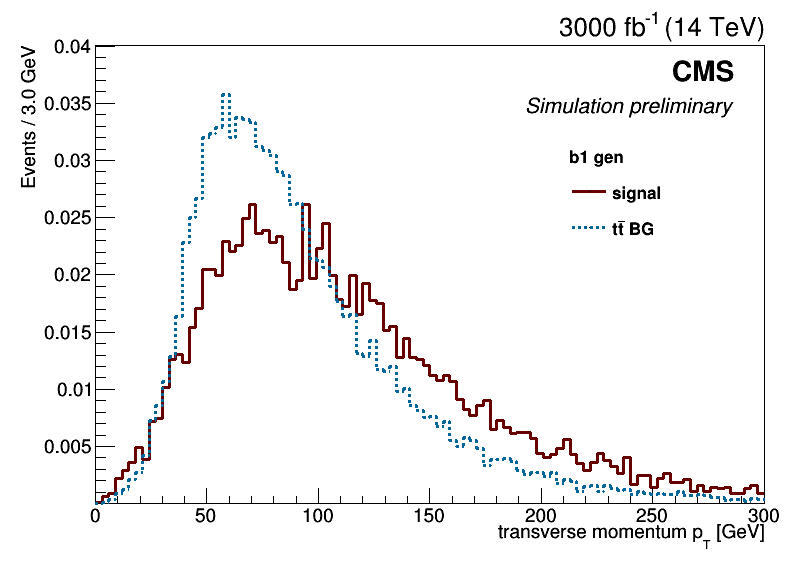 3000 fb⁻¹ (14 TeV)
CMS
Simulation preliminary
b1 gen
signal
tt̄ BG
Events / 3.0 GeV
0.04
0.035
0.03
0.025
0.02
0.015
0.01
0.005
0 50 100 150 200 250 300
transverse momentum p_T [GeV]